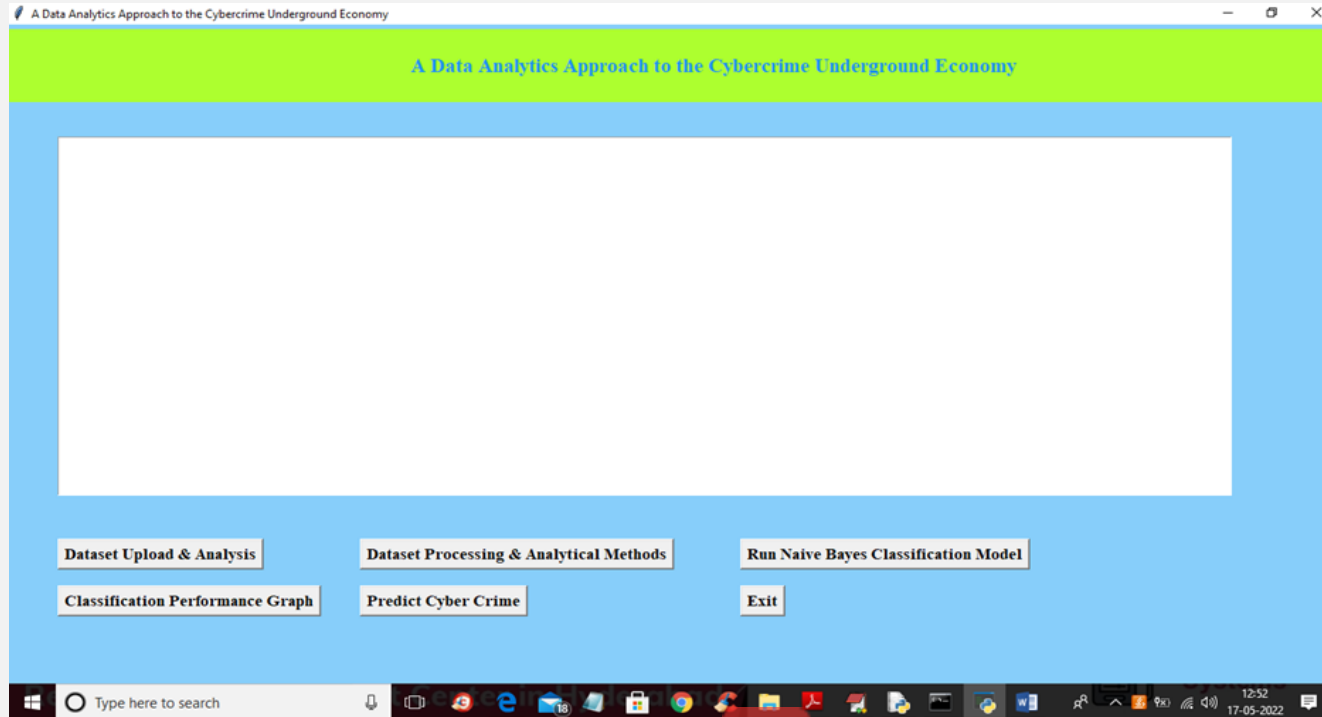 A Data Analytics Approach to the Cybercrime Underground Economy
A Data Analytics Approach to the Cybercrime Underground Economy
Dataset Upload & Analysis
Dataset Processing & Analytical Methods
Run Naive Bayes Classification Model
Classification Performance Graph
Predict Cyber Crime
Exit
Type here to search
18
12:52
17-05-2022